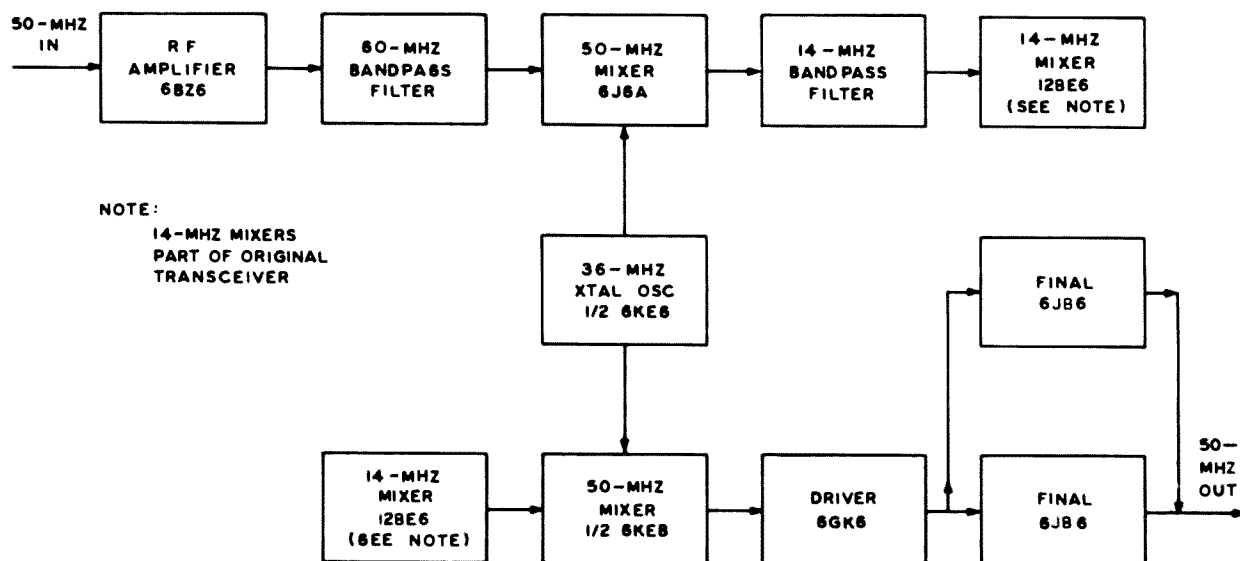 50-MHZ
IN
RF
AMPLIFIER
6BZ6
60-MHZ
BANDPA6S
FILTER
50-MHZ
MIXER
6J6A
14-MHZ
BANDPASS
FILTER
14-MHZ
MIXER
12BE6
(SEE NOTE)
NOTE:
14-MHZ MIXERS
PART OF ORIGINAL
TRANSCEIVER
36-MHZ
XTAL OSC
1/2 6KE6
FINAL
6JB6
14-MHZ
MIXER
12BE6
(6EE NOTE)
50-MHZ
MIXER
1/2 6KE8
DRIVER
6GK6
FINAL
6JB6
50-
MHZ
OUT